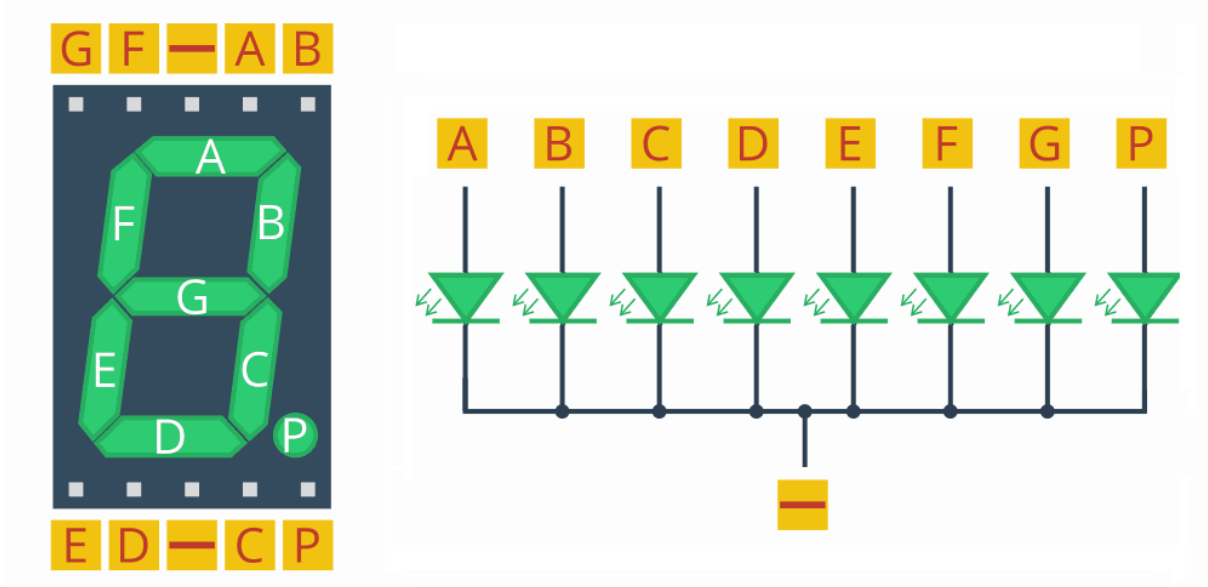 G F — A B
A
F B
G
E C
D P
E D — C P
A B C D E F G P
—